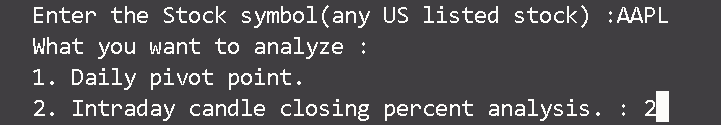 Enter the Stock symbol(any US listed stock) :AAPL
What you want to analyze :
1. Daily pivot point.
2. Intraday candle closing percent analysis. : 2